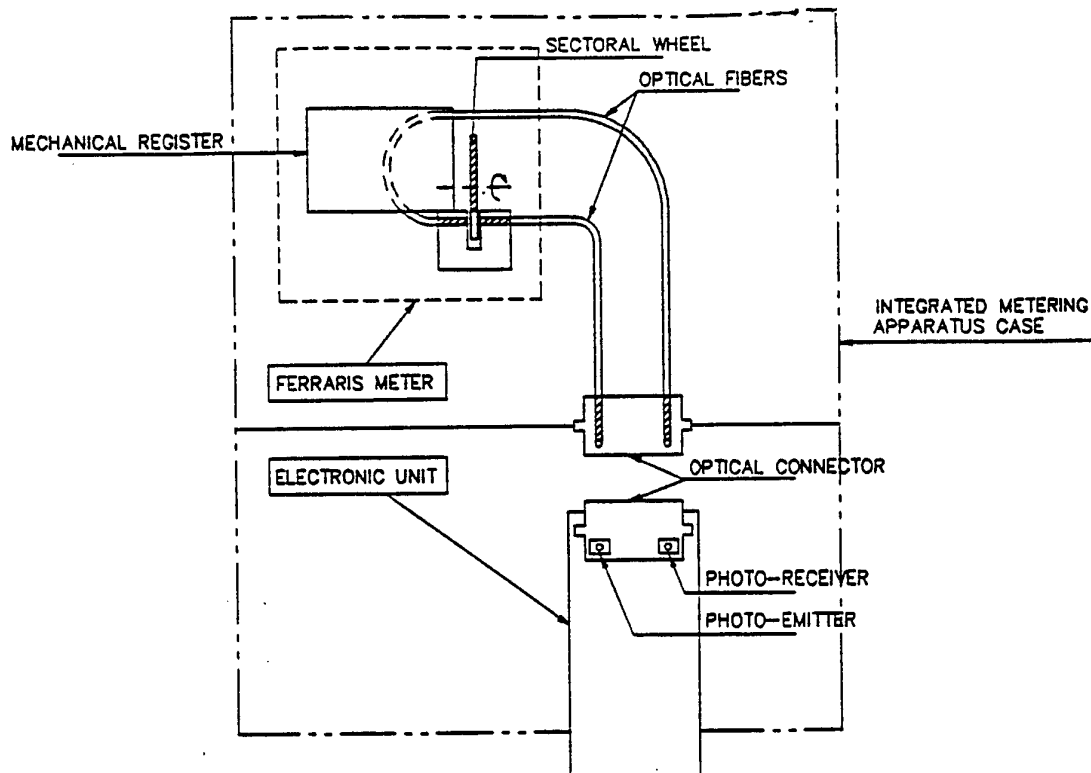 SECTORAL WHEEL
OPTICAL FIBERS
MECHANICAL REGISTER
INTEGRATED METERING
APPARATUS CASE
FERRARIS METER
ELECTRONIC UNIT
OPTICAL CONNECTOR
PHOTO-RECEIVER
PHOTO-EMITTER